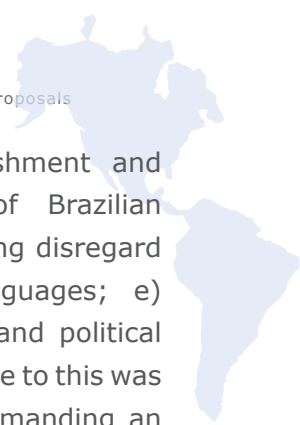 roposals
shment and
of Brazilian
ng disregard
guages; e)
and political
e to this was
manding an